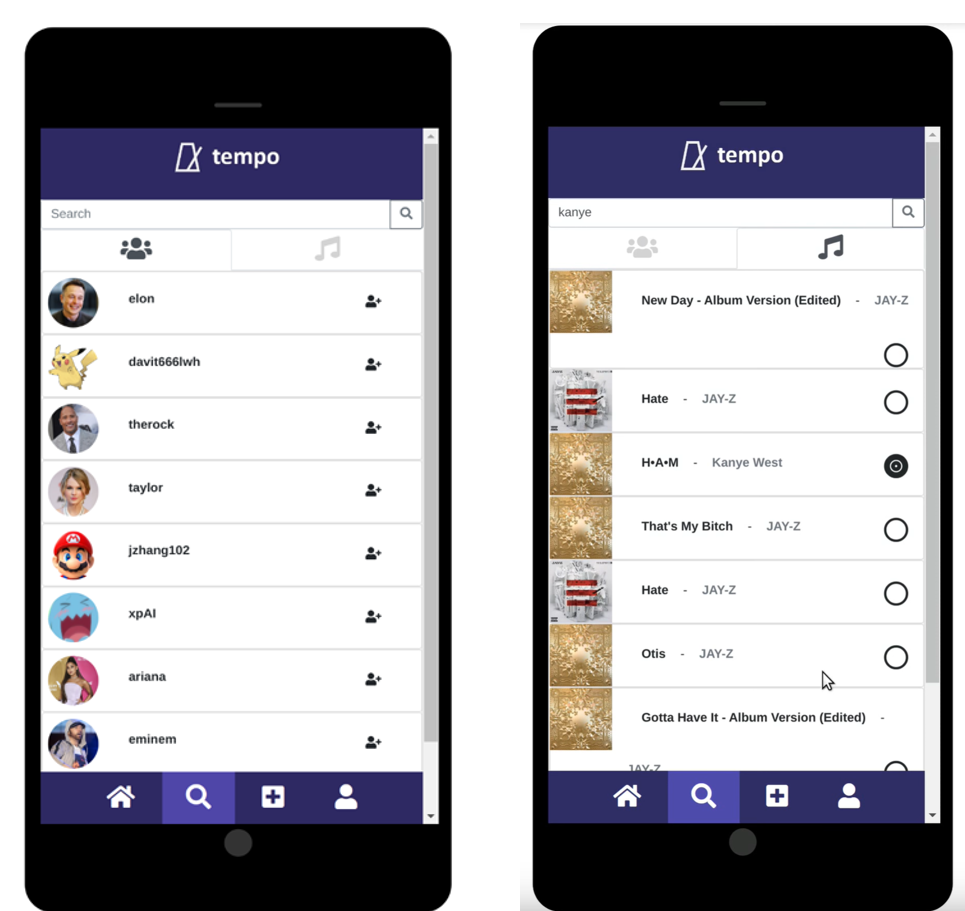 tempo
Search
elon
davit666lwh
therock
taylor
jzhang102
xpAI
ariana
eminem
tempo
kanye
New Day - Album Version (Edited) - JAY-Z
Hate - JAY-Z
H•A•M - Kanye West
That's My Bitch - JAY-Z
Hate - JAY-Z
Otis - JAY-Z
Gotta Have It - Album Version (Edited) -
JAY-Z